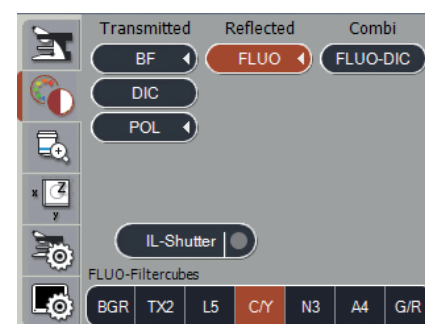 Transmitted Reflected Combi
BF FLUO FLUO-DIC
DIC
POL
x Z
y
IL-Shutter
FLUO-Filtercubes
BGR TX2 L5 C/Y N3 A4 G/R